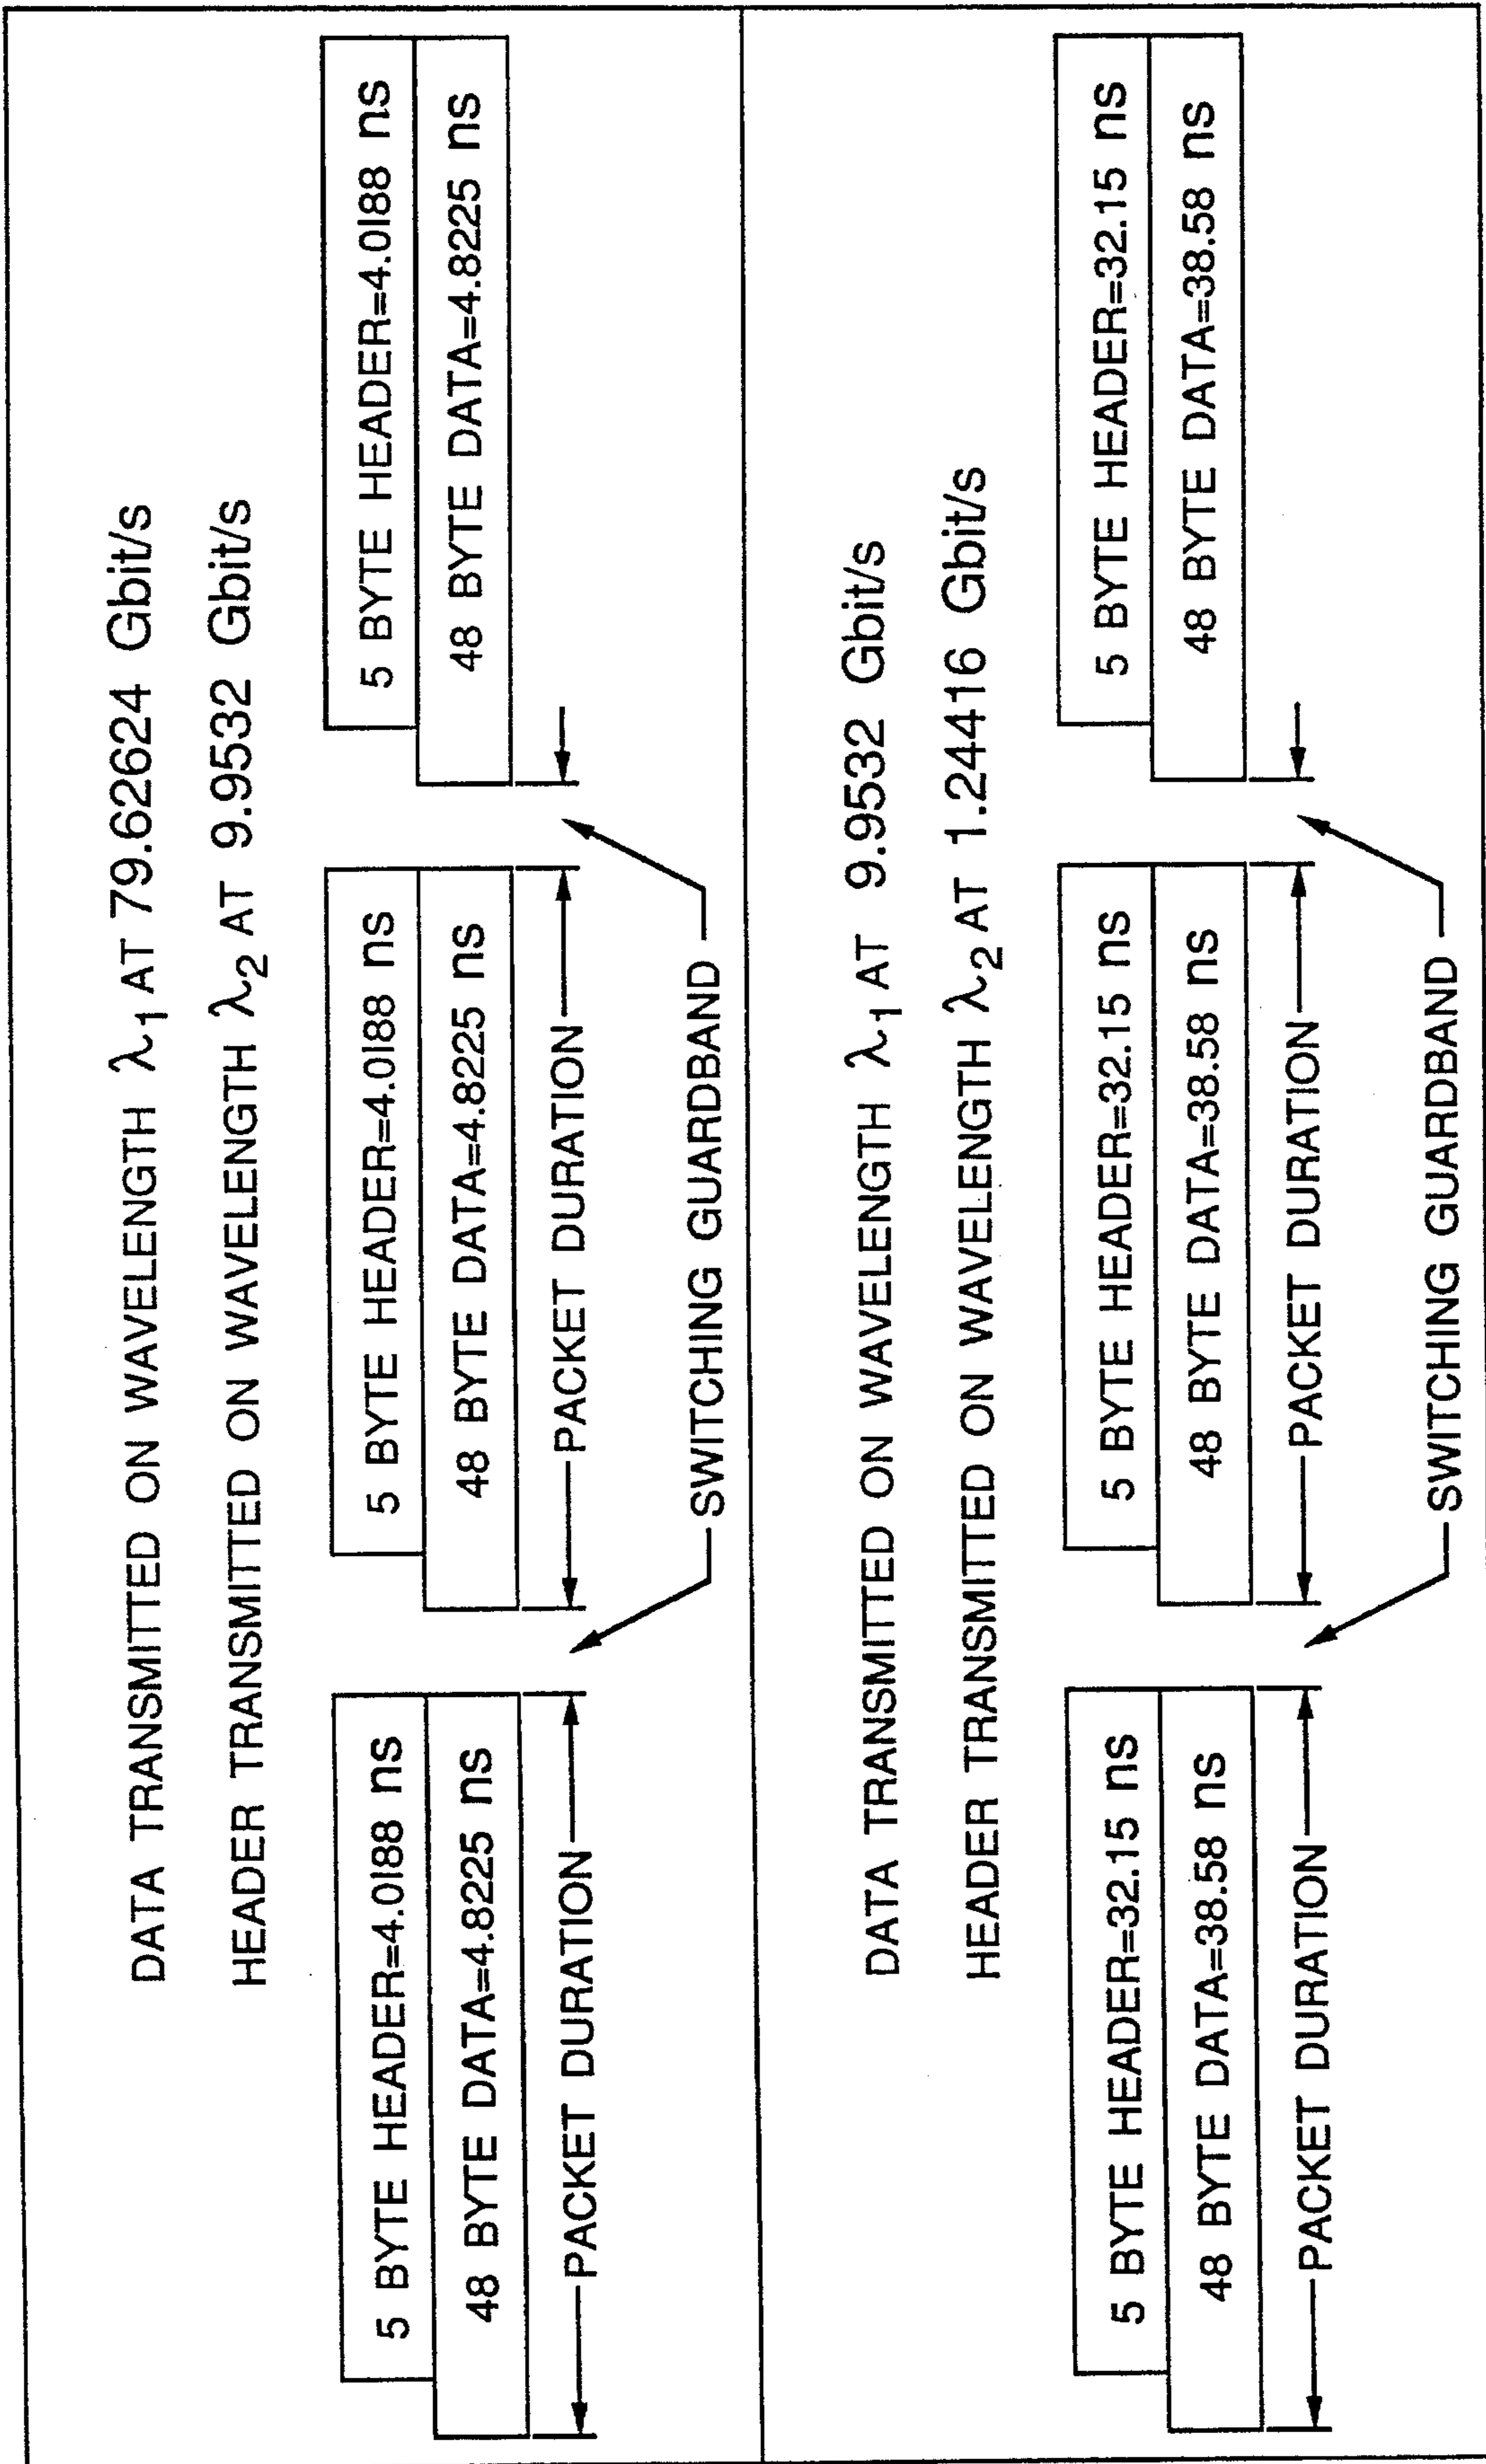 DATA TRANSMITTED ON WAVELENGTH λ1 AT 79.62624 Gbit/s
HEADER TRANSMITTED ON WAVELENGTH λ2 AT 9.9532 Gbit/s
5 BYTE HEADER=4.0188 ns
48 BYTE DATA=4.8225 ns
PACKET DURATION
5 BYTE HEADER=4.0188 ns
48 BYTE DATA=4.8225 ns
PACKET DURATION
5 BYTE HEADER=4.0188 ns
48 BYTE DATA=4.8225 ns
SWITCHING GUARDBAND
DATA TRANSMITTED ON WAVELENGTH λ1 AT 9.9532 Gbit/s
HEADER TRANSMITTED ON WAVELENGTH λ2 AT 1.24416 Gbit/s
5 BYTE HEADER=32.15 ns
48 BYTE DATA=38.58 ns
PACKET DURATION
5 BYTE HEADER=32.15 ns
48 BYTE DATA=38.58 ns
PACKET DURATION
5 BYTE HEADER=32.15 ns
48 BYTE DATA=38.58 ns
SWITCHING GUARDBAND